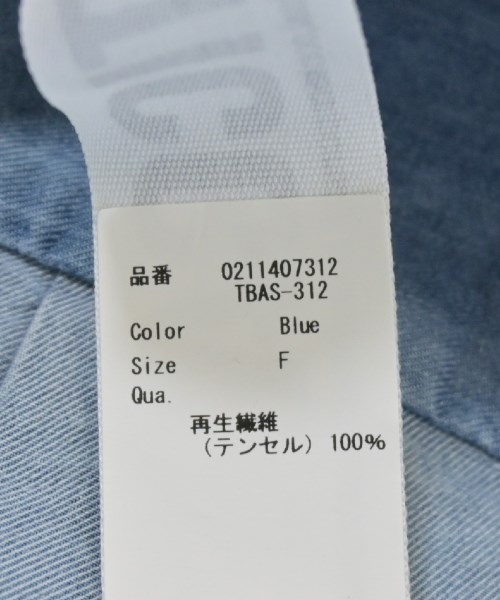 品番 0211407312
TBAS-312
Color Blue
Size F
Qua.
再生繊維
(テンセル) 100%